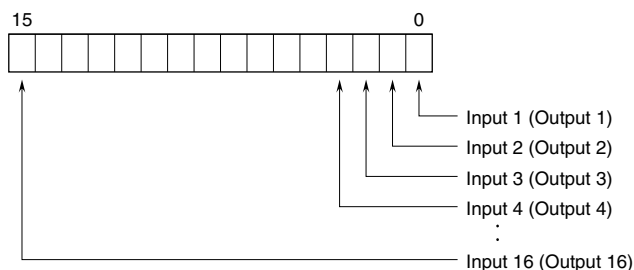 15 0
Input 1 (Output 1)
Input 2 (Output 2)
Input 3 (Output 3)
Input 4 (Output 4)
Input 16 (Output 16)